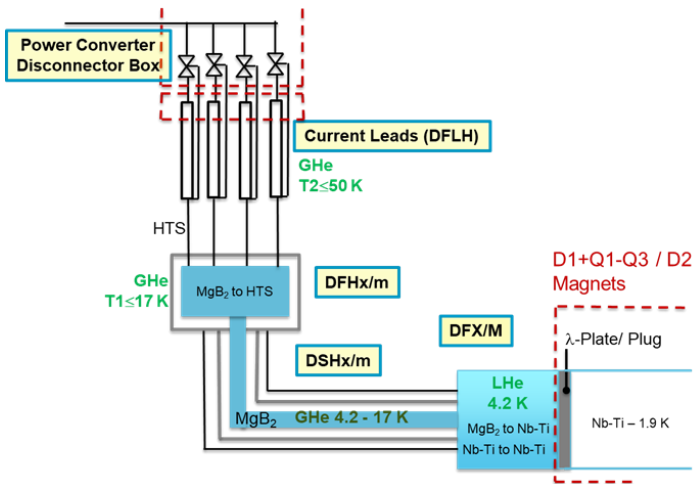 Power Converter
Disconnector Box
Current Leads (DFLH)
GHe
T2≤50 K
HTS
GHe
T1≤17 K
MgB₂ to HTS
DFHx/m
D1+Q1-Q3 / D2
Magnets
DFX/M
λ-Plate/ Plug
DSHx/m
LHe
4.2 K
MgB₂
GHe 4.2 - 17 K
MgB₂ to Nb-Ti
Nb-Ti to Nb-Ti
Nb-Ti – 1.9 K